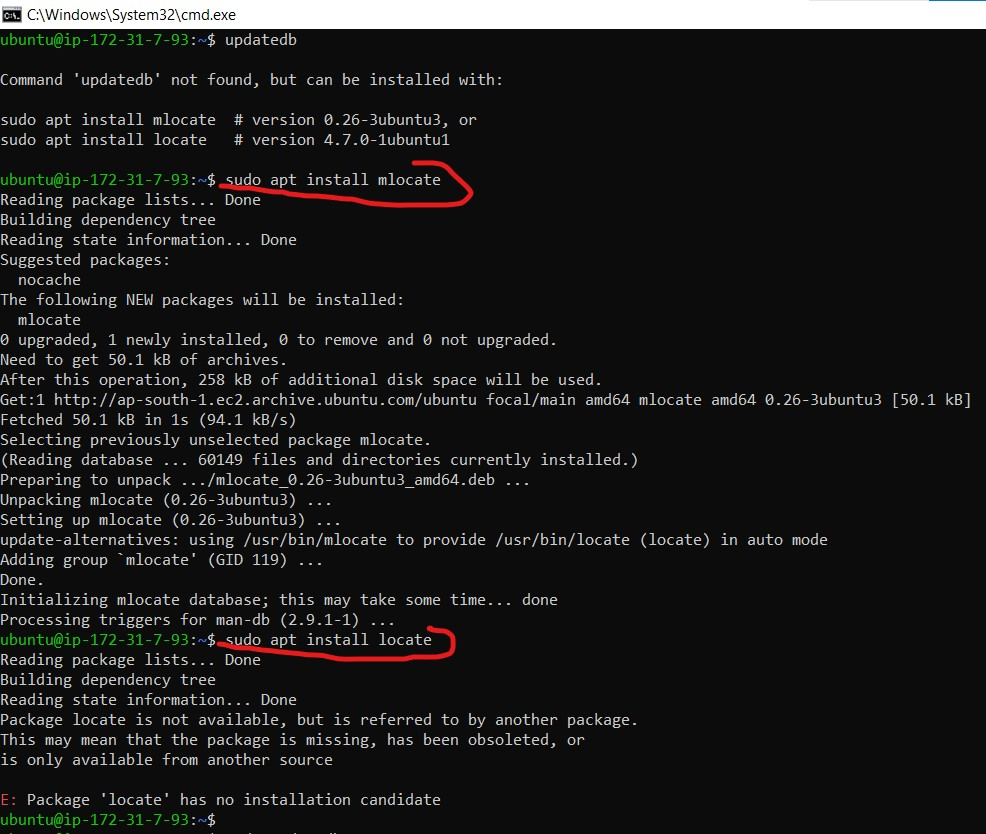 C:\Windows\System32\cmd.exe
ubuntu@ip-172-31-7-93:~$ updatedb
Command 'updatedb' not found, but can be installed with:
sudo apt install mlocate  # version 0.26-3ubuntu3, or
sudo apt install locate   # version 4.7.0-1ubuntu1
ubuntu@ip-172-31-7-93:~$ sudo apt install mlocate
Reading package lists... Done
Building dependency tree
Reading state information... Done
Suggested packages:
  nocache
The following NEW packages will be installed:
  mlocate
0 upgraded, 1 newly installed, 0 to remove and 0 not upgraded.
Need to get 50.1 kB of archives.
After this operation, 258 kB of additional disk space will be used.
Get:1 http://ap-south-1.ec2.archive.ubuntu.com/ubuntu focal/main amd64 mlocate amd64 0.26-3ubuntu3 [50.1 kB]
Fetched 50.1 kB in 1s (94.1 kB/s)
Selecting previously unselected package mlocate.
(Reading database ... 60149 files and directories currently installed.)
Preparing to unpack .../mlocate_0.26-3ubuntu3_amd64.deb ...
Unpacking mlocate (0.26-3ubuntu3) ...
Setting up mlocate (0.26-3ubuntu3) ...
update-alternatives: using /usr/bin/mlocate to provide /usr/bin/locate (locate) in auto mode
Adding group `mlocate' (GID 119) ...
Done.
Initializing mlocate database; this may take some time... done
Processing triggers for man-db (2.9.1-1) ...
ubuntu@ip-172-31-7-93:~$ sudo apt install locate
Reading package lists... Done
Building dependency tree
Reading state information... Done
Package locate is not available, but is referred to by another package.
This may mean that the package is missing, has been obsoleted, or
is only available from another source
E: Package 'locate' has no installation candidate
ubuntu@ip-172-31-7-93:~$